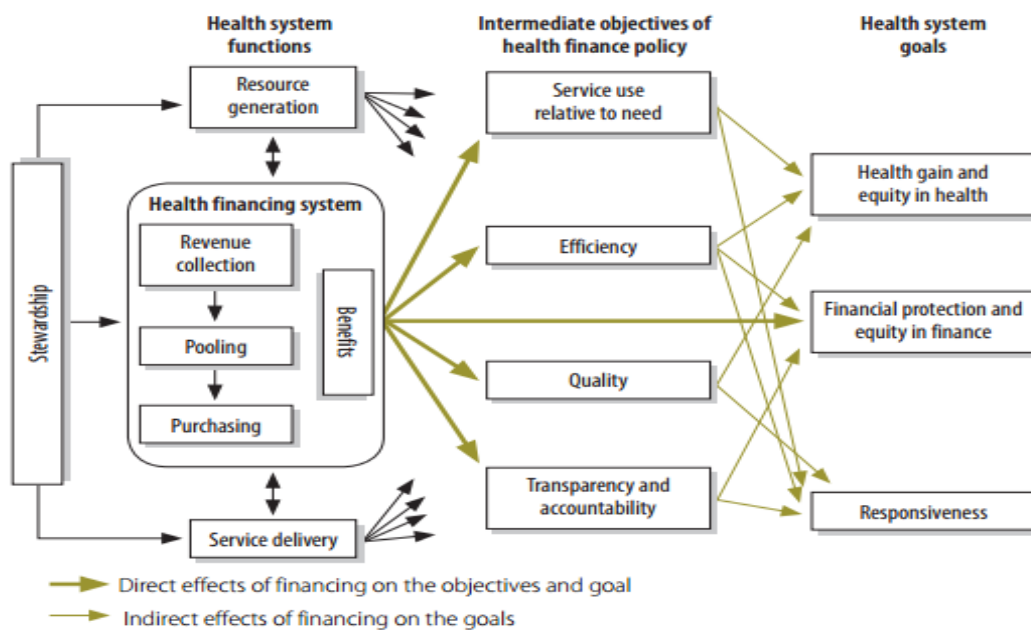 Health system
functions
Intermediate objectives of
health finance policy
Health system
goals
Resource
generation
Service use
relative to need
Stewardship
Health financing system
Revenue
collection
Pooling
Purchasing
Benefits
Efficiency
Quality
Transparency and
accountability
Health gain and
equity in health
Financial protection and
equity in finance
Responsiveness
Service delivery
Direct effects of financing on the objectives and goal
Indirect effects of financing on the goals